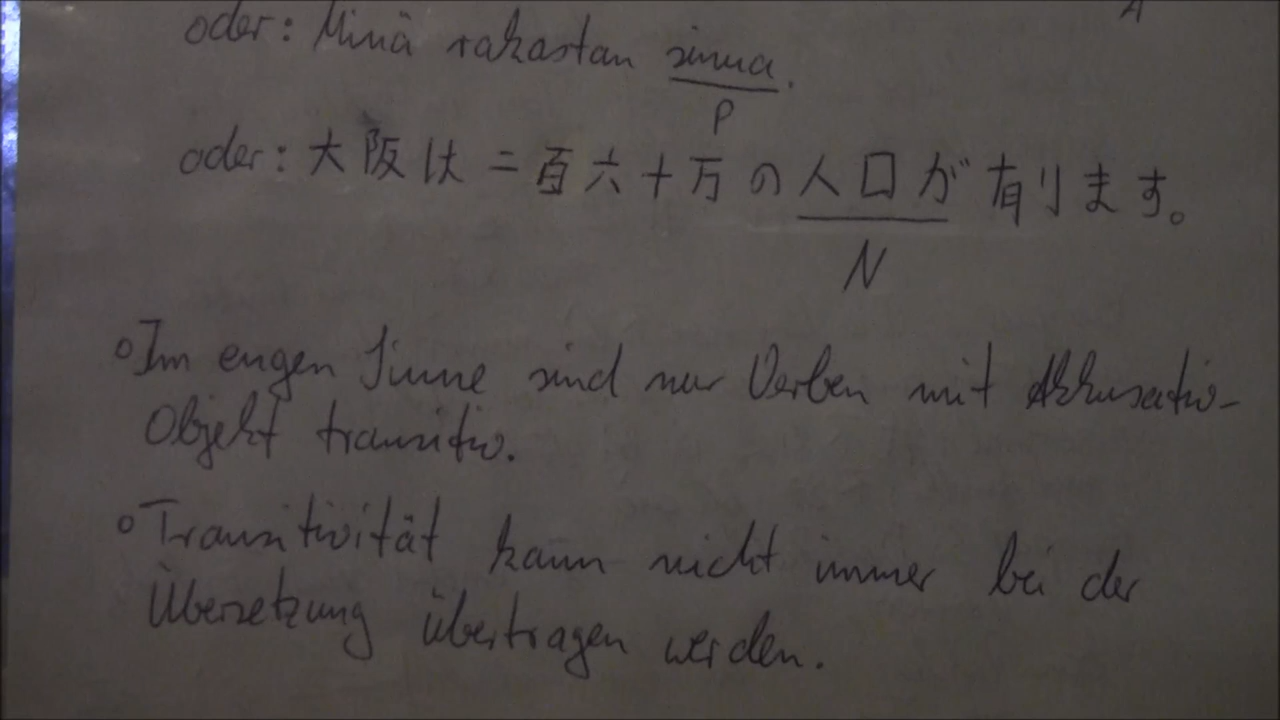 A
oder: Minä rakastan sinua.
P
oder: 大阪は二百六十万の人口が有ります。
N
Im engen Sinne sind nur Verben mit Akkusativ-
Objekt transitiv.
Transitivität kann nicht immer bei der
Übersetzung übertragen werden.